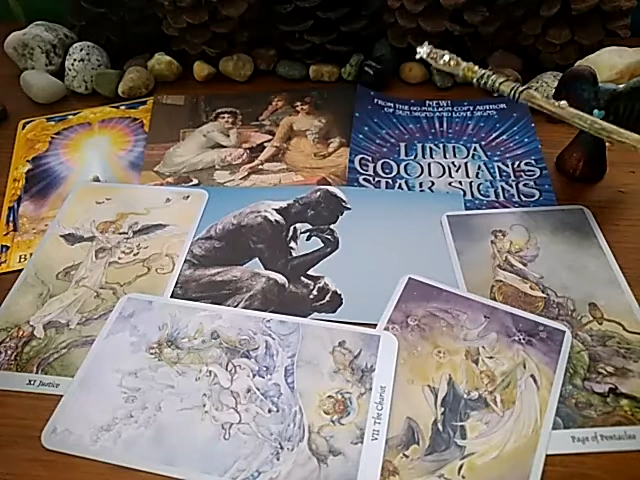 NEW!
FROM THE 60-MILLION COPY AUTHOR
OF SUN SIGNS AND LOVE SIGNS
LINDA
GOODMAN'S
STAR SIGNS
B
XI Justice
VII The Chariot
Page of Pentacles